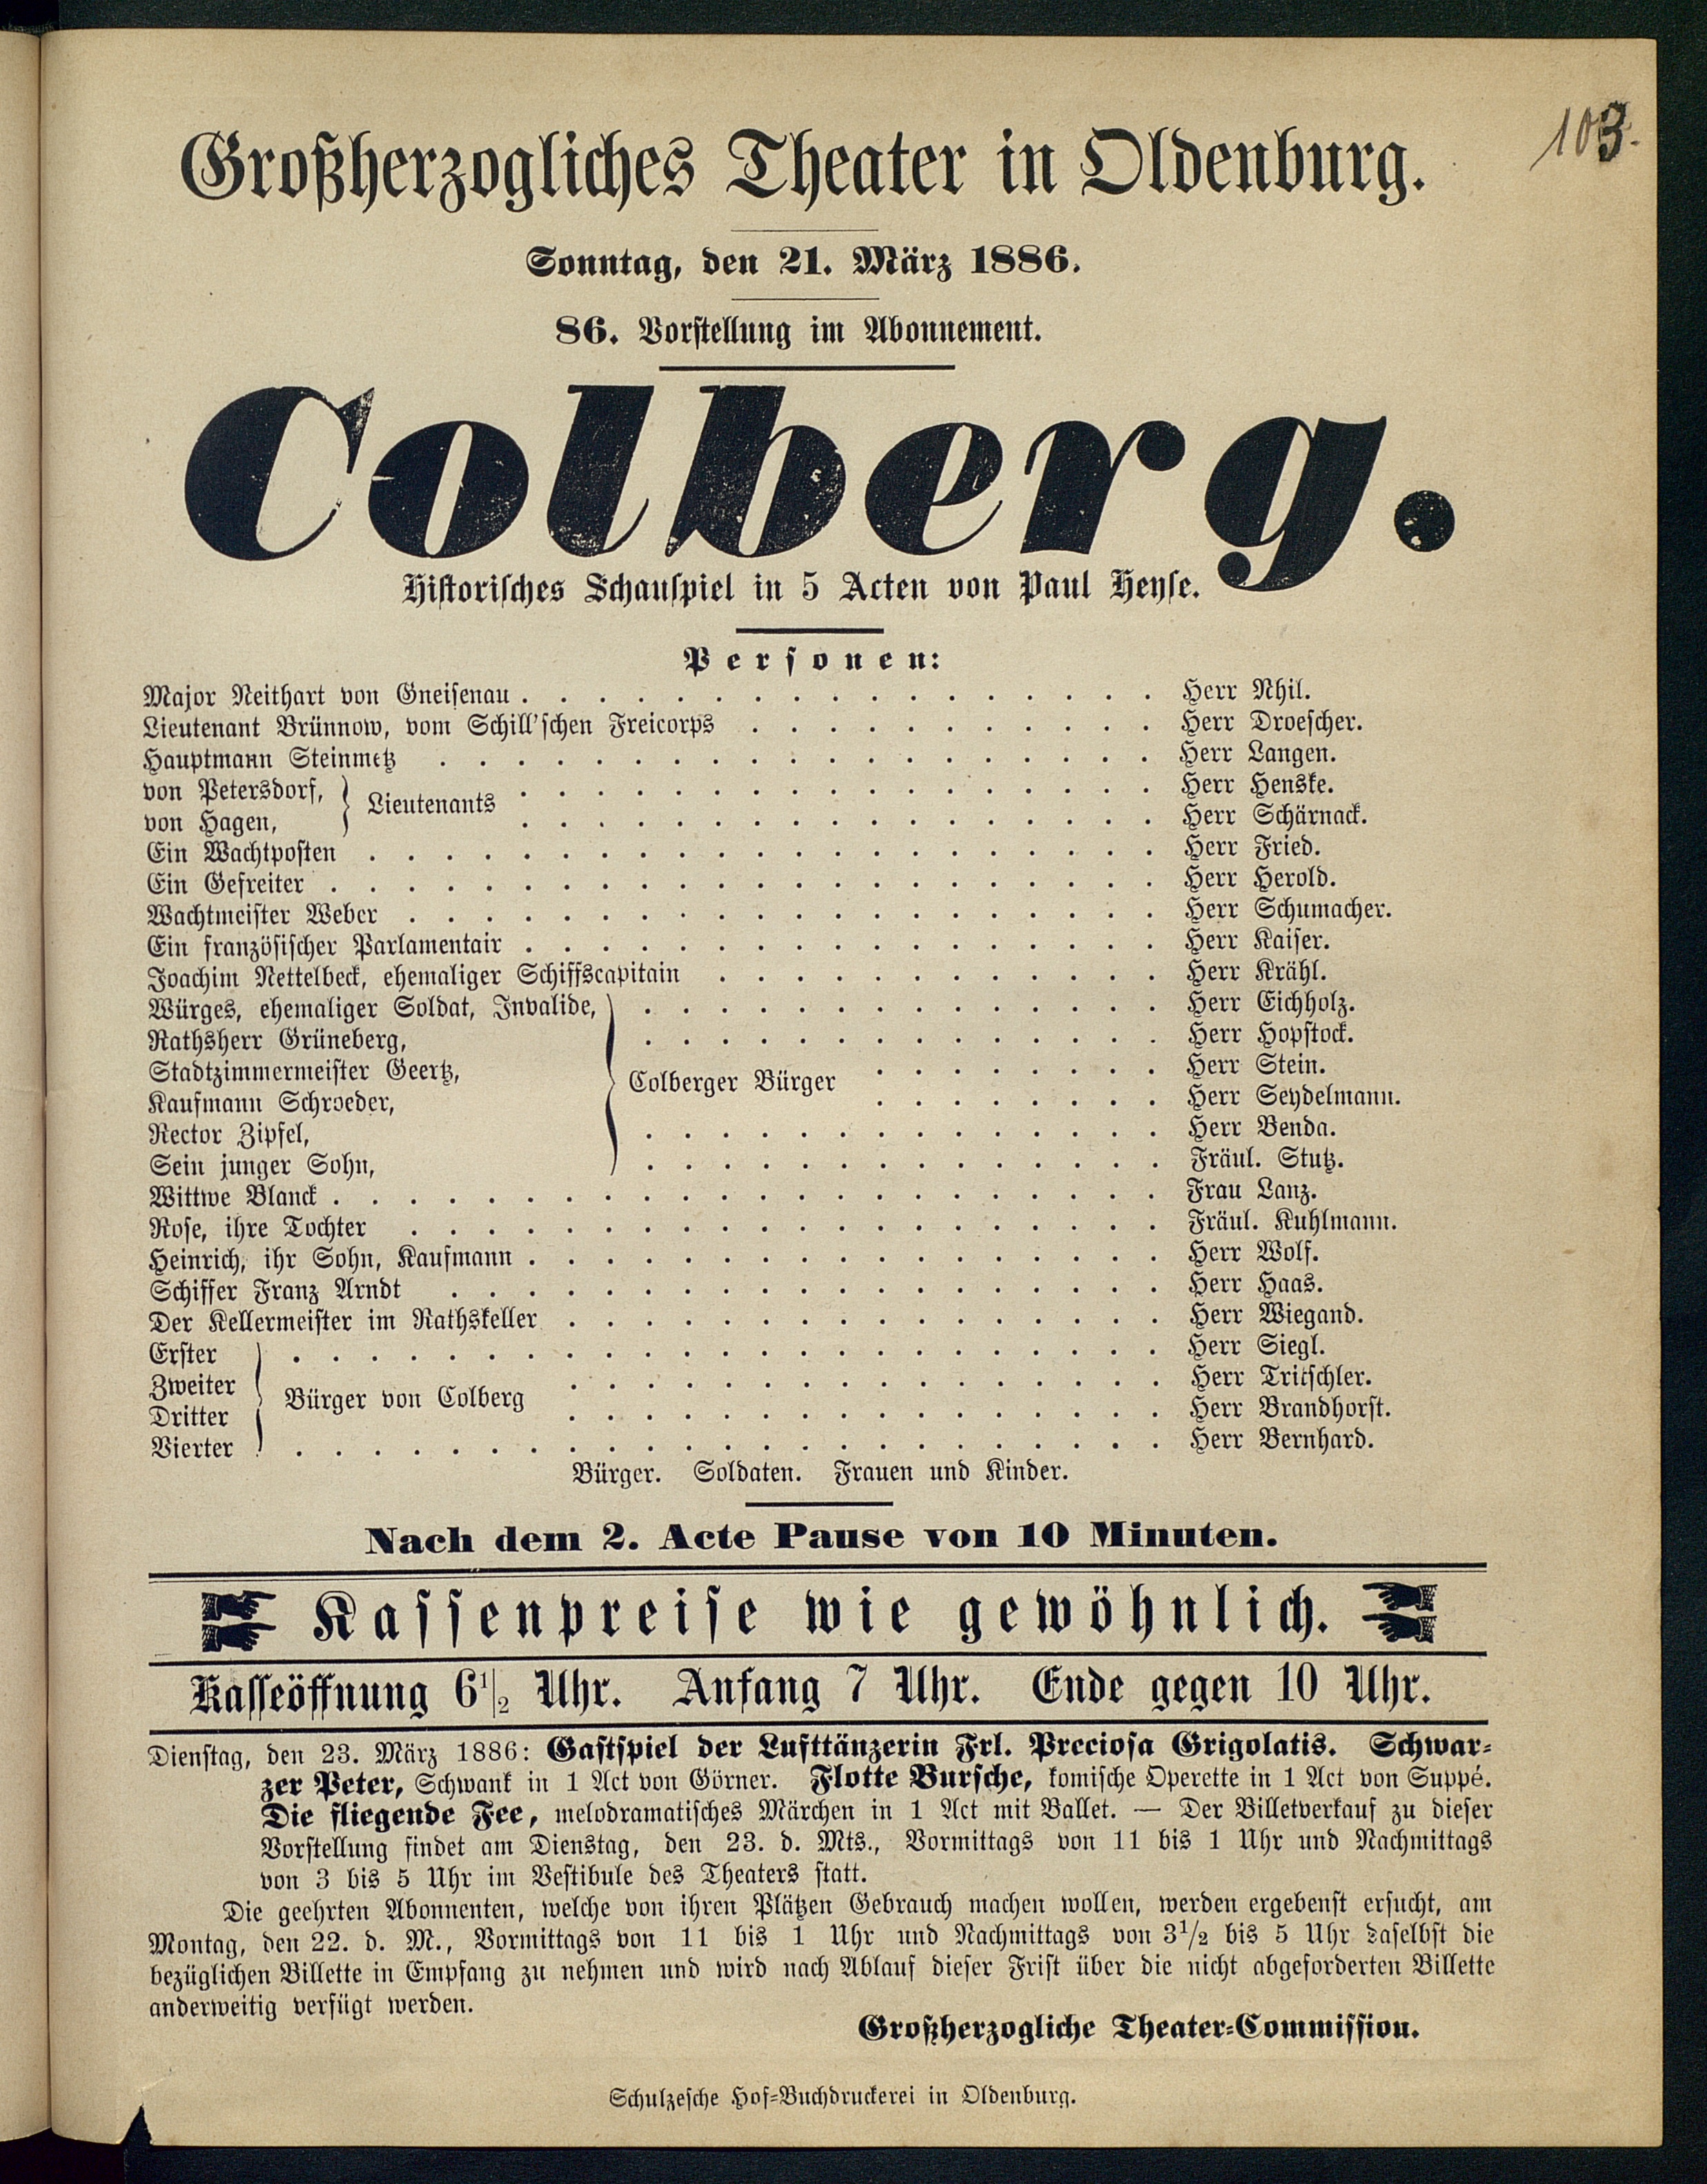 103.
Großherzogliches Theater in Oldenburg.
Sonntag, den 21. März 1886.
86. Vorstellung im Abonnement.
Colberg.
Historisches Schauspiel in 5 Acten von Paul Heyse.
Personen:
Major Neithart von Gneisenau . . . . . . . . . . . . . . . . . Herr Nhil.
Lieutenant Brünnow, vom Schill'schen Freicorps . . . . . . . . . . . Herr Droescher.
Hauptmann Steinmetz . . . . . . . . . . . . . . . . . . . Herr Langen.
von Petersdorf, } Lieutenants . . . . . . . . . . . . . . . . . Herr Henske.
von Hagen, . . . . . . . . . . . . . . . . . Herr Schärnack.
Ein Wachtposten . . . . . . . . . . . . . . . . . . . . . Herr Fried.
Ein Gefreiter . . . . . . . . . . . . . . . . . . . . . . Herr Herold.
Wachtmeister Weber . . . . . . . . . . . . . . . . . . . . Herr Schumacher.
Ein französischer Parlamentair . . . . . . . . . . . . . . . . . Herr Kaiser.
Joachim Nettelbeck, ehemaliger Schiffscapitain . . . . . . . . . . . . Herr Krähl.
Würges, ehemaliger Soldat, Invalide, . . . . . . . . . . . . . . Herr Eichholz.
Rathsherr Grüneberg, . . . . . . . . . . . . . . Herr Hopstock.
Stadtzimmermeister Geertz, } Colberger Bürger . . . . . . . . Herr Stein.
Kaufmann Schroeder, . . . . . . . . Herr Seydelmann.
Rector Zipfel, . . . . . . . . . . . . . . Herr Benda.
Sein junger Sohn, . . . . . . . . . . . . . . Fräul. Stutz.
Wittwe Blanck . . . . . . . . . . . . . . . . . . . . . . Frau Lanz.
Rose, ihre Tochter . . . . . . . . . . . . . . . . . . . . Fräul. Kuhlmann.
Heinrich, ihr Sohn, Kaufmann . . . . . . . . . . . . . . . . . Herr Wolf.
Schiffer Franz Arndt . . . . . . . . . . . . . . . . . . . Herr Haas.
Der Kellermeister im Rathskeller . . . . . . . . . . . . . . . . Herr Wiegand.
Erster . . . . . . . . . . . . . . . . . . . . . . . Herr Siegl.
Zweiter } Bürger von Colberg . . . . . . . . . . . . . . . . Herr Tritschler.
Dritter . . . . . . . . . . . . . . . . Herr Brandhorst.
Vierter . . . . . . . . . . . . . . . . . . . . . . . Herr Bernhard.
Bürger. Soldaten. Frauen und Kinder.
Nach dem 2. Acte Pause von 10 Minuten.
Kassenpreise wie gewöhnlich.
Kasseöffnung 6 1/2 Uhr. Anfang 7 Uhr. Ende gegen 10 Uhr.
Dienstag, den 23. März 1886: Gastspiel der Lufttänzerin Frl. Preciosa Grigolatis. Schwar-
zer Peter, Schwank in 1 Act von Görner. Flotte Bursche, komische Operette in 1 Act von Suppé.
Die fliegende Fee, melodramatisches Märchen in 1 Act mit Ballet. — Der Billetverkauf zu dieser
Vorstellung findet am Dienstag, den 23. d. Mts., Vormittags von 11 bis 1 Uhr und Nachmittags
von 3 bis 5 Uhr im Vestibule des Theaters statt.
Die geehrten Abonnenten, welche von ihren Plätzen Gebrauch machen wollen, werden ergebenst ersucht, am
Montag, den 22. d. M., Vormittags von 11 bis 1 Uhr und Nachmittags von 3 1/2 bis 5 Uhr daselbst die
bezüglichen Billette in Empfang zu nehmen und wird nach Ablauf dieser Frist über die nicht abgeforderten Billette
anderweitig verfügt werden.
Großherzogliche Theater-Commission.
Schulzesche Hof-Buchdruckerei in Oldenburg.